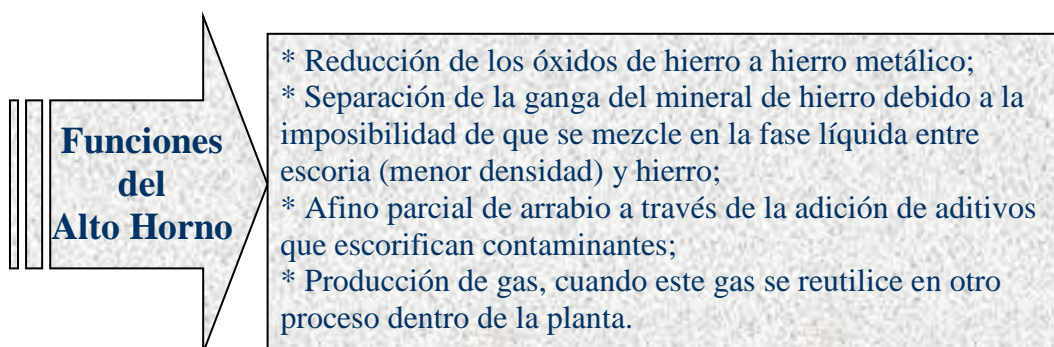 Funciones
del
Alto Horno
* Reducción de los óxidos de hierro a hierro metálico;
* Separación de la ganga del mineral de hierro debido a la
imposibilidad de que se mezcle en la fase líquida entre
escoria (menor densidad) y hierro;
* Afino parcial de arrabio a través de la adición de aditivos
que escorifican contaminantes;
* Producción de gas, cuando este gas se reutilice en otro
proceso dentro de la planta.